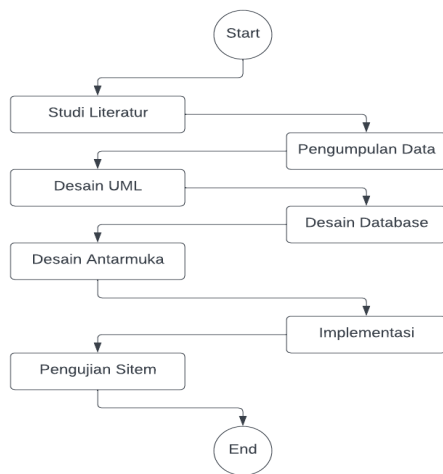 Start
Studi Literatur
Pengumpulan Data
Desain UML
Desain Database
Desain Antarmuka
Implementasi
Pengujian Sitem
End